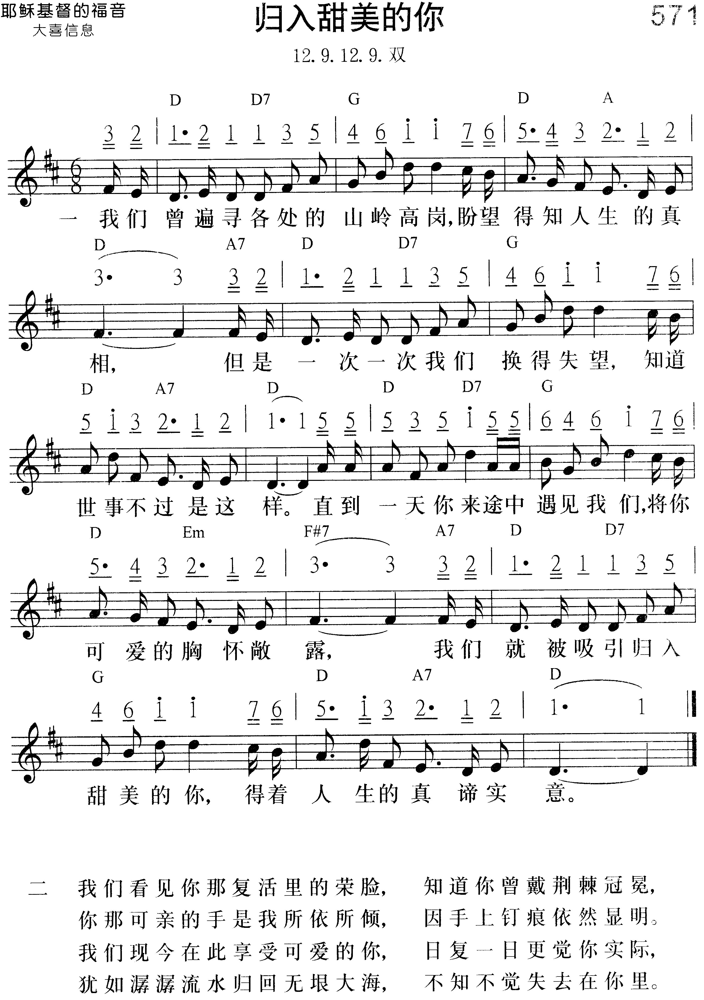 耶稣基督的福音
大喜信息
归入甜美的你
571
12.9.12.9.双
D D7 G D A
3 2 | 1• 2 1 1 3 5 | 4 6 i i 7 6 | 5• 4 3 2• 1 2 |
6 8
一 我们 曾遍寻各处的 山岭高岗,盼望 得知人生的真
D A7 D D7 G
3• 3 3 2 | 1• 2 1 1 3 5 | 4 6 i i 7 6 |
相, 但是 一次一次我们 换得失望, 知道
D A7 D D D7 G
5 i 3 2• 1 2 | 1• 1 5 5 | 5 3 5 i 5 5 | 6 4 6 i 7 6 |
世事不过是这 样。直到 一天你来途中 遇见我们,将你
D Em F#7 A7 D D7
5• 4 3 2• 1 2 | 3• 3 3 2 | 1• 2 1 1 3 5 |
可爱的胸怀敞 露, 我们 就被吸引归入
G D A7 D
4 6 i i 7 6 | 5• i 3 2• 1 2 | 1• 1
甜美的你, 得着 人生的真谛实 意。
二 我们看见你那复活里的荣脸, 知道你曾戴荆棘冠冕,
你那可亲的手是我所依所倾, 因手上钉痕依然显明。
我们现今在此享受可爱的你, 日复一日更觉你实际,
犹如潺潺流水归回无垠大海, 不知不觉失去在你里。